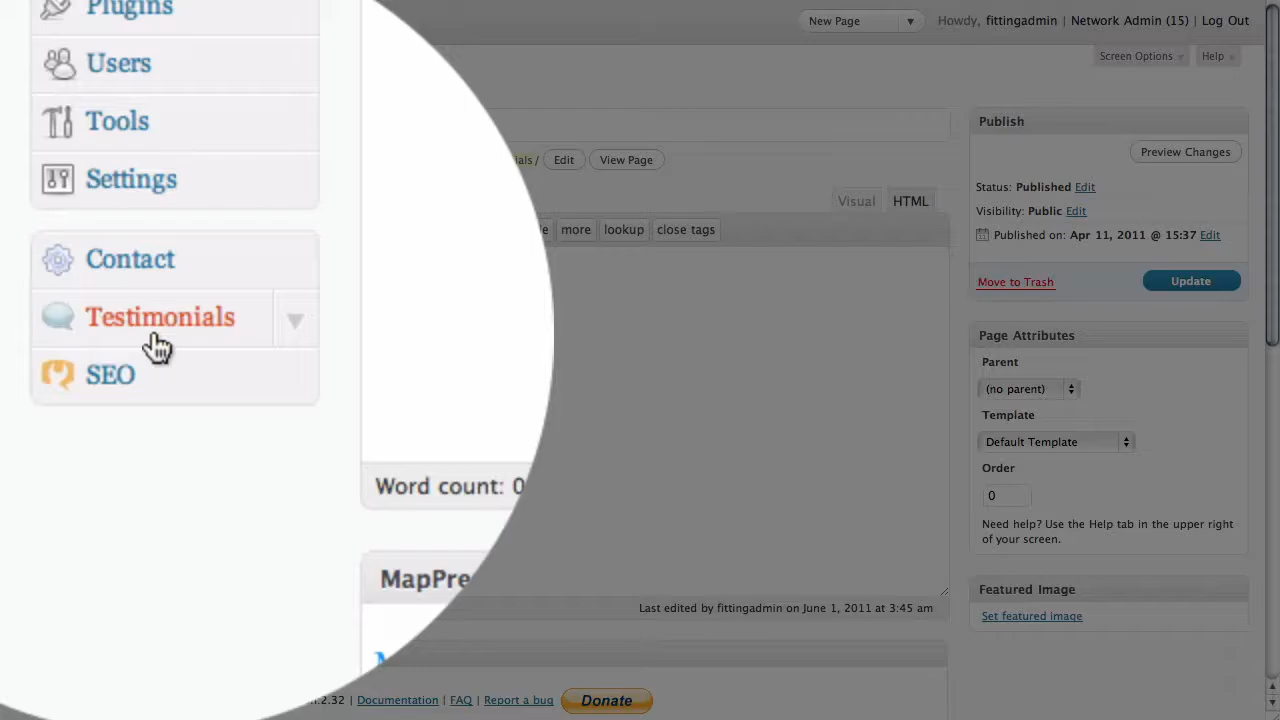 Plugins
Users
Tools
Settings
Contact
Testimonials
SEO
New Page
Howdy, fittingadmin | Network Admin (15) | Log Out
Screen Options
Help
/ Edit View Page
Visual HTML
more lookup close tags
Word count: 0
Last edited by fittingadmin on June 1, 2011 at 3:45 am
MapPre
.2.32 | Documentation | FAQ | Report a bug Donate
Publish
Preview Changes
Status: Published Edit
Visibility: Public Edit
Published on: Apr 11, 2011 @ 15:37 Edit
Move to Trash Update
Page Attributes
Parent
(no parent)
Template
Default Template
Order
0
Need help? Use the Help tab in the upper right
of your screen.
Featured Image
Set featured image